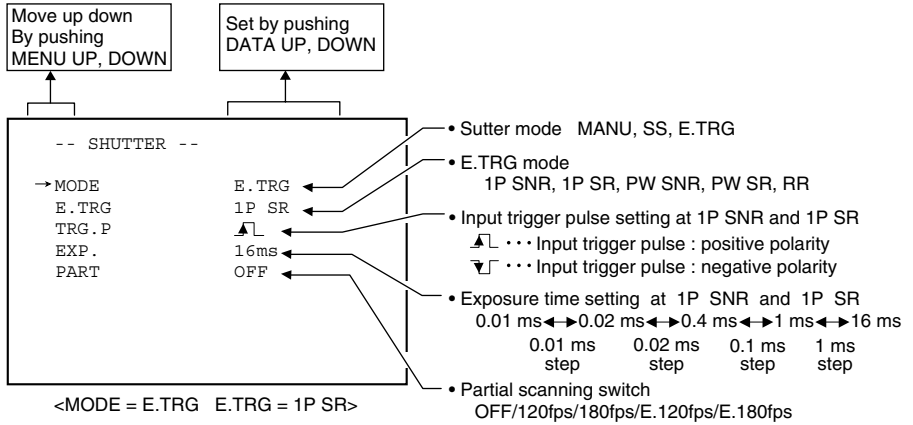 Move up down
By pushing
MENU UP, DOWN
Set by pushing
DATA UP, DOWN
-- SHUTTER --
→MODE E.TRG
E.TRG 1P SR
TRG.P
EXP. 16ms
PART OFF
<MODE = E.TRG E.TRG = 1P SR>
• Sutter mode MANU, SS, E.TRG
• E.TRG mode
1P SNR, 1P SR, PW SNR, PW SR, RR
• Input trigger pulse setting at 1P SNR and 1P SR
··· Input trigger pulse : positive polarity
··· Input trigger pulse : negative polarity
• Exposure time setting at 1P SNR and 1P SR
0.01 ms↔0.02 ms↔0.4 ms↔1 ms↔16 ms
0.01 ms 0.02 ms 0.1 ms 1 ms
step step step step
• Partial scanning switch
OFF/120fps/180fps/E.120fps/E.180fps